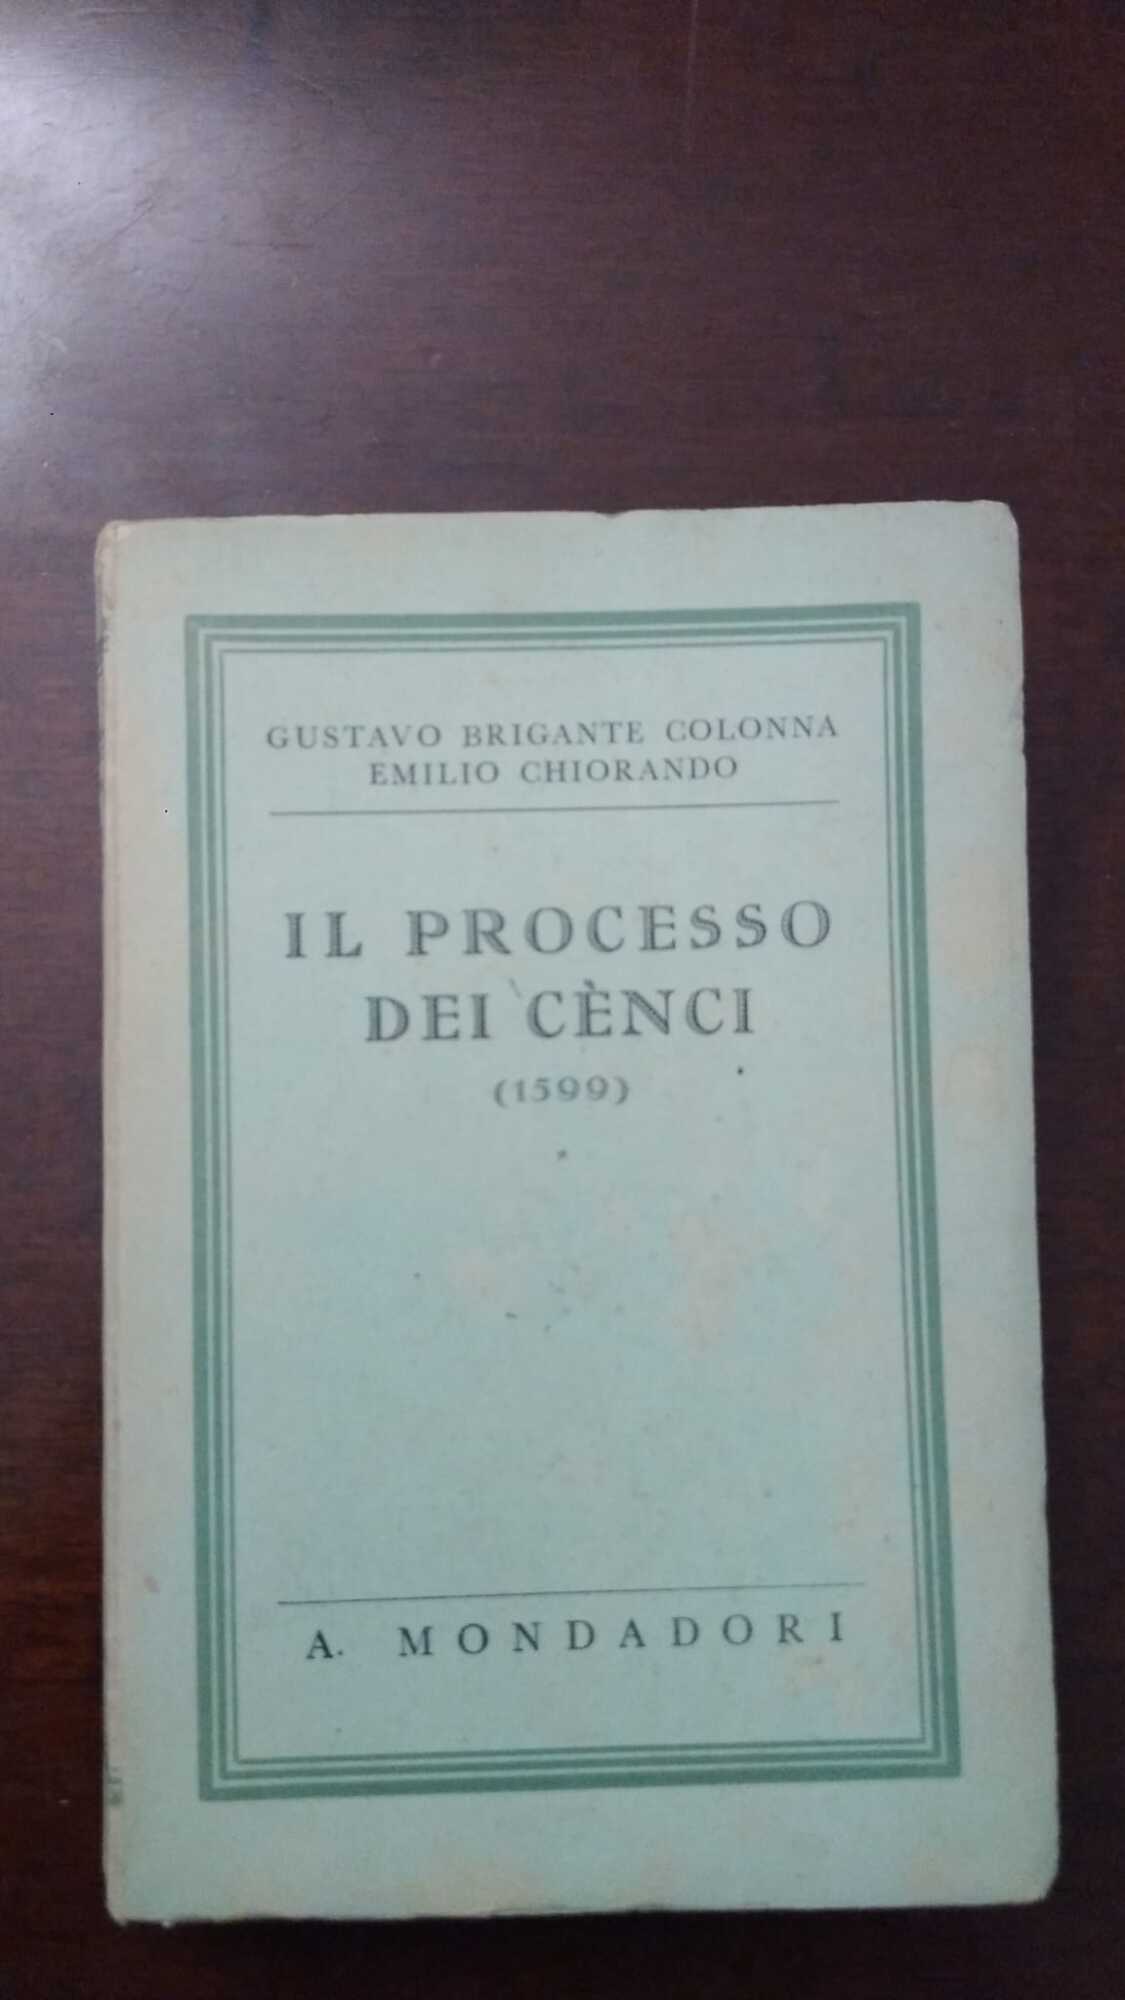 GUSTAVO BRIGANTE COLONNA
EMILIO CHIORANDO
IL PROCESSO
DEI CÈNCI
(1599)
A. MONDADORI